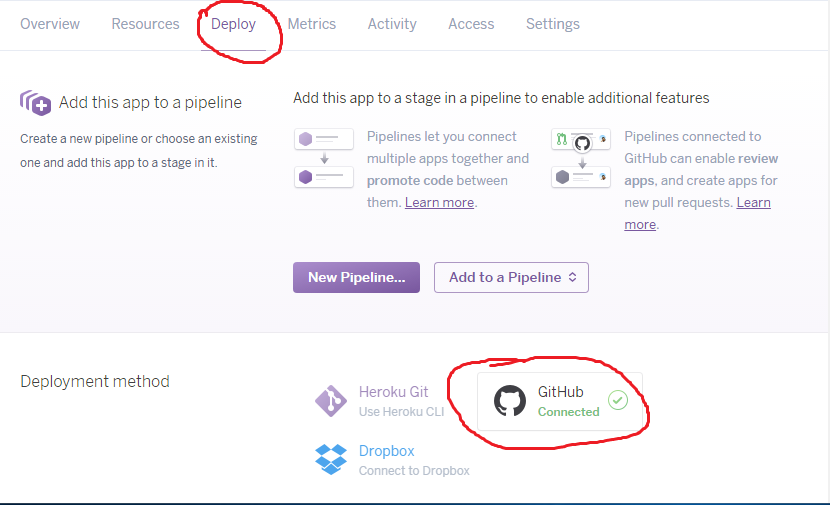 Overview Resources Deploy Metrics Activity Access Settings
Add this app to a pipeline
Create a new pipeline or choose an existing
one and add this app to a stage in it.
Add this app to a stage in a pipeline to enable additional features
Pipelines let you connect
multiple apps together and
promote code between
them. Learn more.
Pipelines connected to
GitHub can enable review
apps, and create apps for
new pull requests. Learn
more.
New Pipeline...
Add to a Pipeline
Deployment method
Heroku Git
Use Heroku CLI
GitHub
Connected
Dropbox
Connect to Dropbox